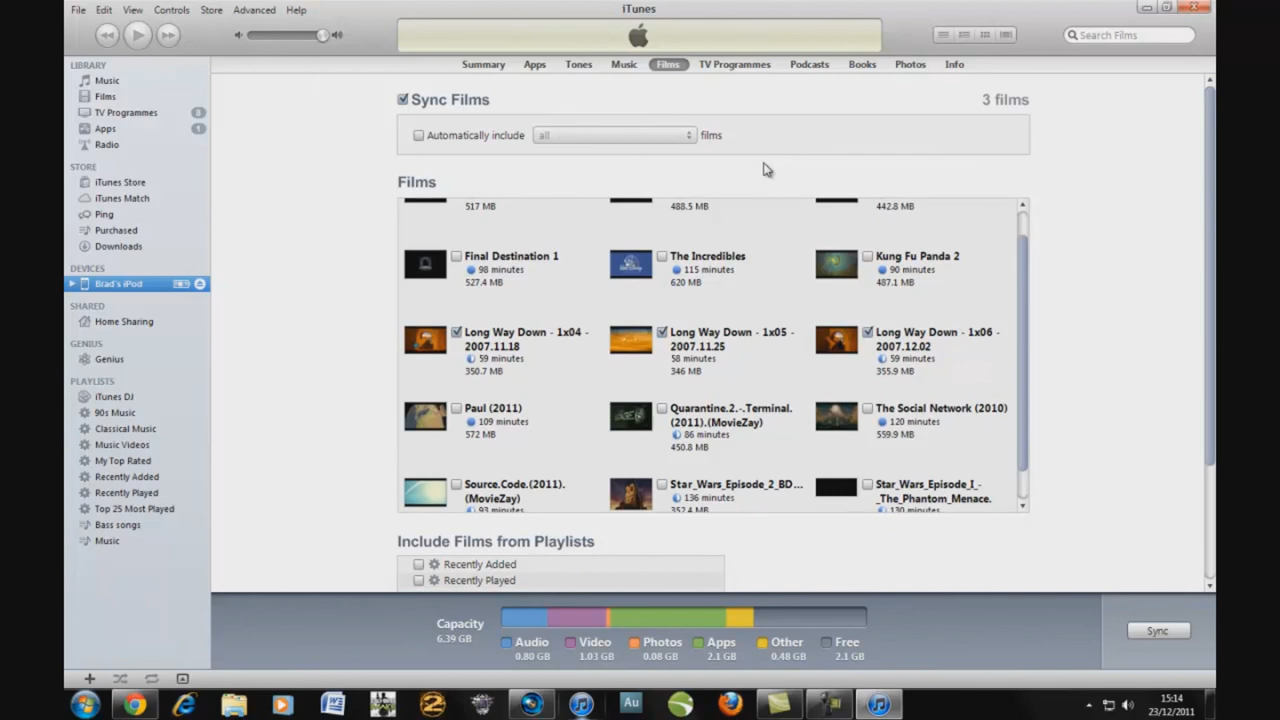 iTunes
File Edit View Controls Store Advanced Help
Search Films
Summary Apps Tones Music Films TV Programmes Podcasts Books Photos Info
LIBRARY
Music
Films
TV Programmes 3
Apps 1
Radio
STORE
iTunes Store
iTunes Match
Ping
Purchased
Downloads
DEVICES
Brad's iPod
SHARED
Home Sharing
GENIUS
Genius
PLAYLISTS
iTunes DJ
90s Music
Classical Music
Music Videos
My Top Rated
Recently Added
Recently Played
Top 25 Most Played
Bass songs
Music
Sync Films 3 films
Automatically include all films
Films
517 MB 488.5 MB 442.8 MB
Final Destination 1
98 minutes
527.4 MB
The Incredibles
115 minutes
620 MB
Kung Fu Panda 2
90 minutes
487.1 MB
Long Way Down - 1x04 -
2007.11.18
59 minutes
350.7 MB
Long Way Down - 1x05 -
2007.11.25
58 minutes
346 MB
Long Way Down - 1x06 -
2007.12.02
59 minutes
355.9 MB
Paul (2011)
109 minutes
572 MB
Quarantine.2.-.Terminal.
(2011).(MovieZay)
86 minutes
450.8 MB
The Social Network (2010)
120 minutes
559.9 MB
Source.Code.(2011).
(MovieZay)
93 minutes
Star_Wars_Episode_2_BD...
136 minutes
352.4 MB
Star_Wars_Episode_I_-
_The_Phantom_Menace.
130 minutes
Include Films from Playlists
Recently Added
Recently Played
Capacity
6.39 GB
Audio
0.80 GB
Video
1.03 GB
Photos
0.08 GB
Apps
2.1 GB
Other
0.48 GB
Free
2.1 GB
Sync
Au
15:14
23/12/2011